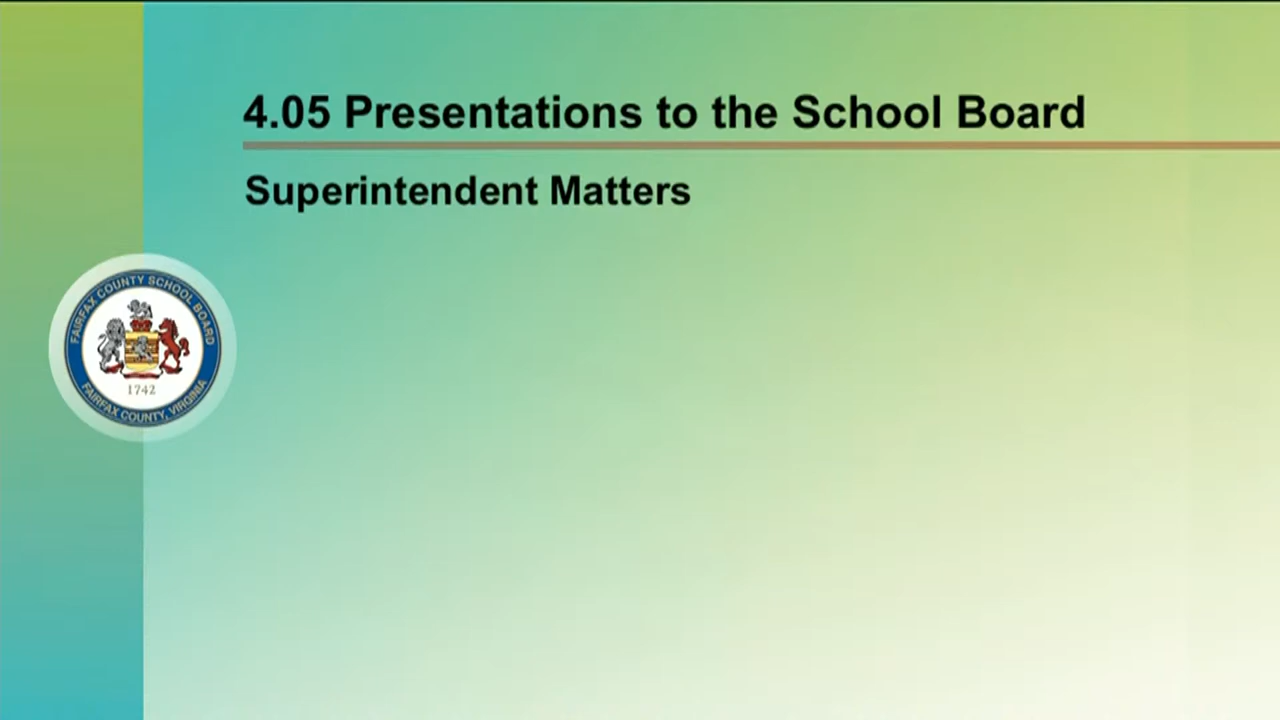 4.05 Presentations to the School Board
Superintendent Matters
FAIRFAX COUNTY SCHOOL BOARD
1742
FAIRFAX COUNTY, VIRGINIA